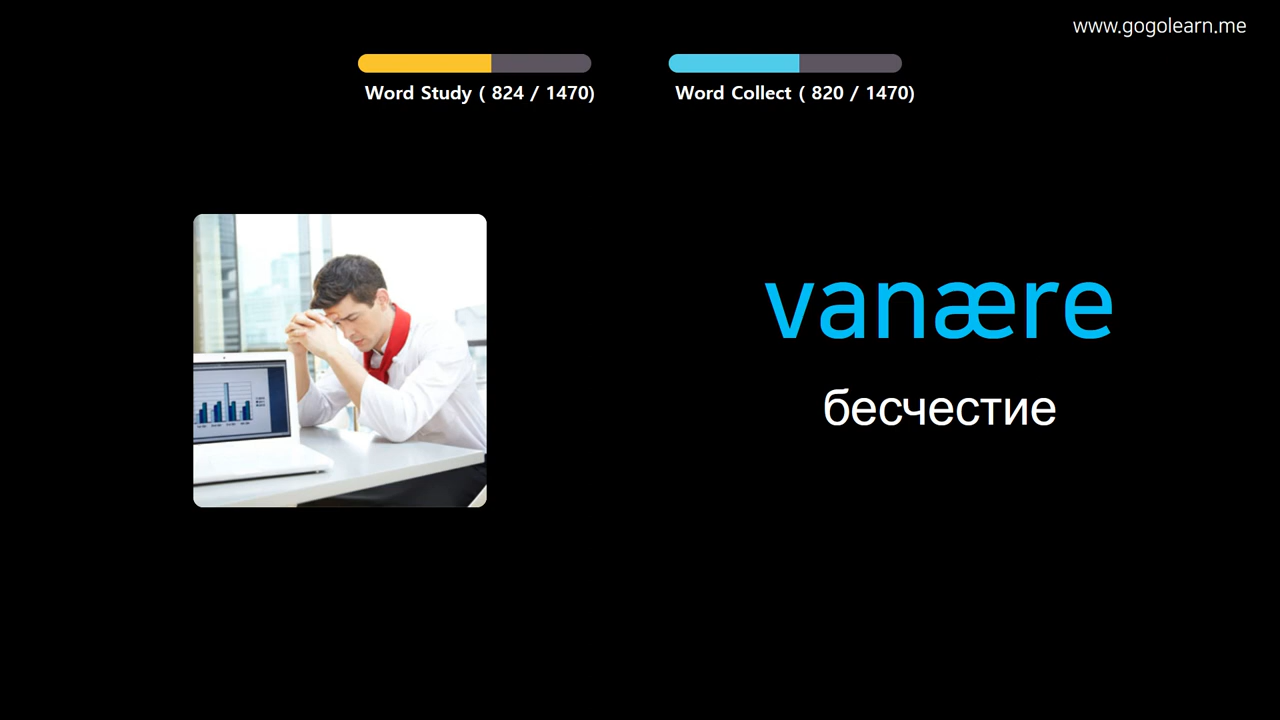 www.gogolearn.me
Word Study ( 824 / 1470)
Word Collect ( 820 / 1470)
vanære
бесчестие